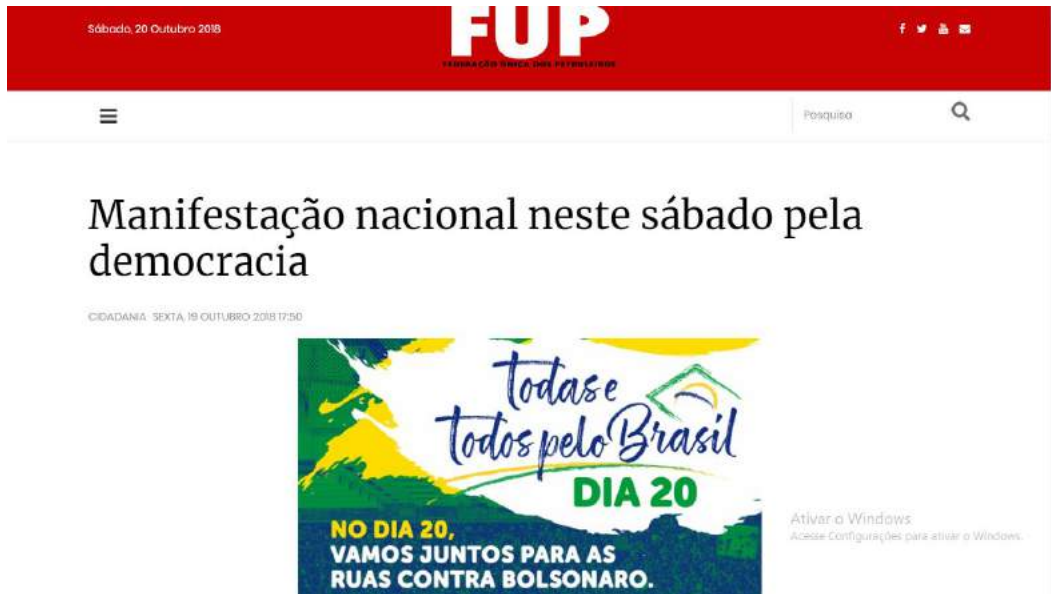 Sábado, 20 Outubro 2018
FUP
FEDERAÇÃO ÚNICA DOS PETROLEIROS
Pesquisa
Manifestação nacional neste sábado pela
democracia
CIDADANIA SEXTA, 19 OUTUBRO 2018 17:50
Todas e
todos pelo Brasil
DIA 20
NO DIA 20,
VAMOS JUNTOS PARA AS
RUAS CONTRA BOLSONARO.
Ativar o Windows
Acesse Configurações para ativar o Windows.